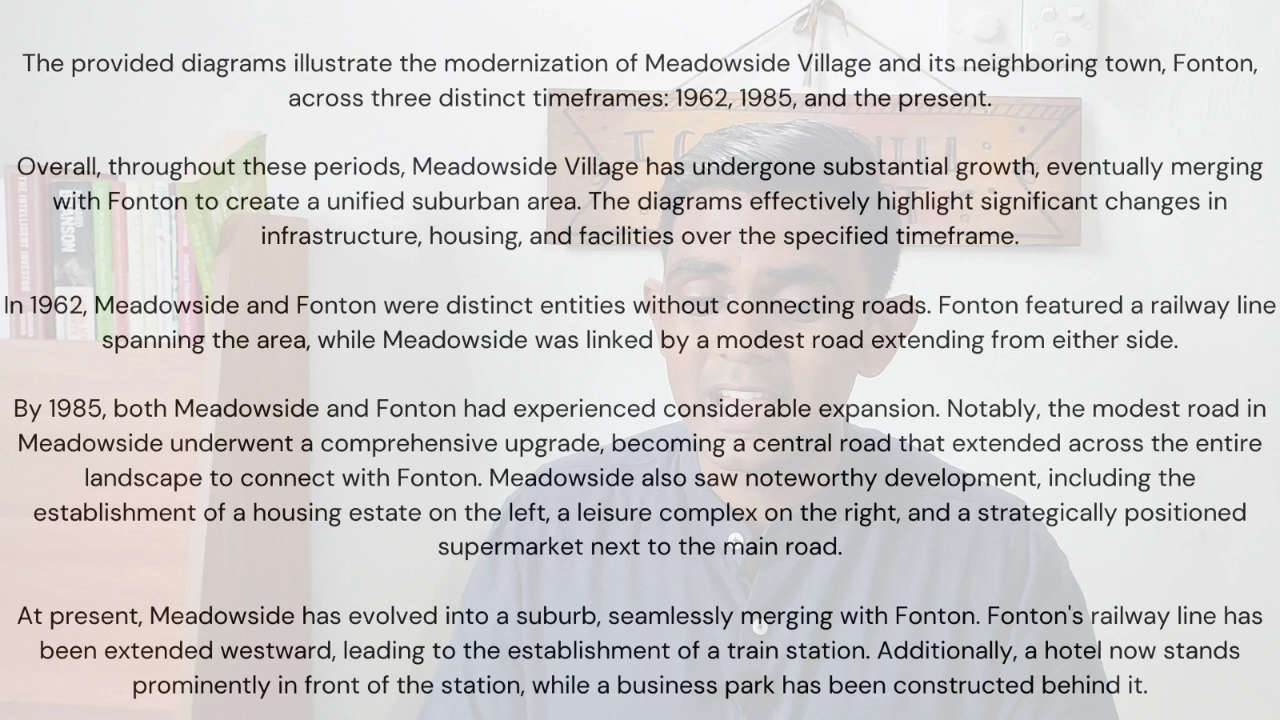 The provided diagrams illustrate the modernization of Meadowside Village and its neighboring town, Fonton,
across three distinct timeframes: 1962, 1985, and the present.
Overall, throughout these periods, Meadowside Village has undergone substantial growth, eventually merging
with Fonton to create a unified suburban area. The diagrams effectively highlight significant changes in
infrastructure, housing, and facilities over the specified timeframe.
In 1962, Meadowside and Fonton were distinct entities without connecting roads. Fonton featured a railway line
spanning the area, while Meadowside was linked by a modest road extending from either side.
By 1985, both Meadowside and Fonton had experienced considerable expansion. Notably, the modest road in
Meadowside underwent a comprehensive upgrade, becoming a central road that extended across the entire
landscape to connect with Fonton. Meadowside also saw noteworthy development, including the
establishment of a housing estate on the left, a leisure complex on the right, and a strategically positioned
supermarket next to the main road.
At present, Meadowside has evolved into a suburb, seamlessly merging with Fonton. Fonton's railway line has
been extended westward, leading to the establishment of a train station. Additionally, a hotel now stands
prominently in front of the station, while a business park has been constructed behind it.
THE INTELLIGENT INVESTOR
BRANSON